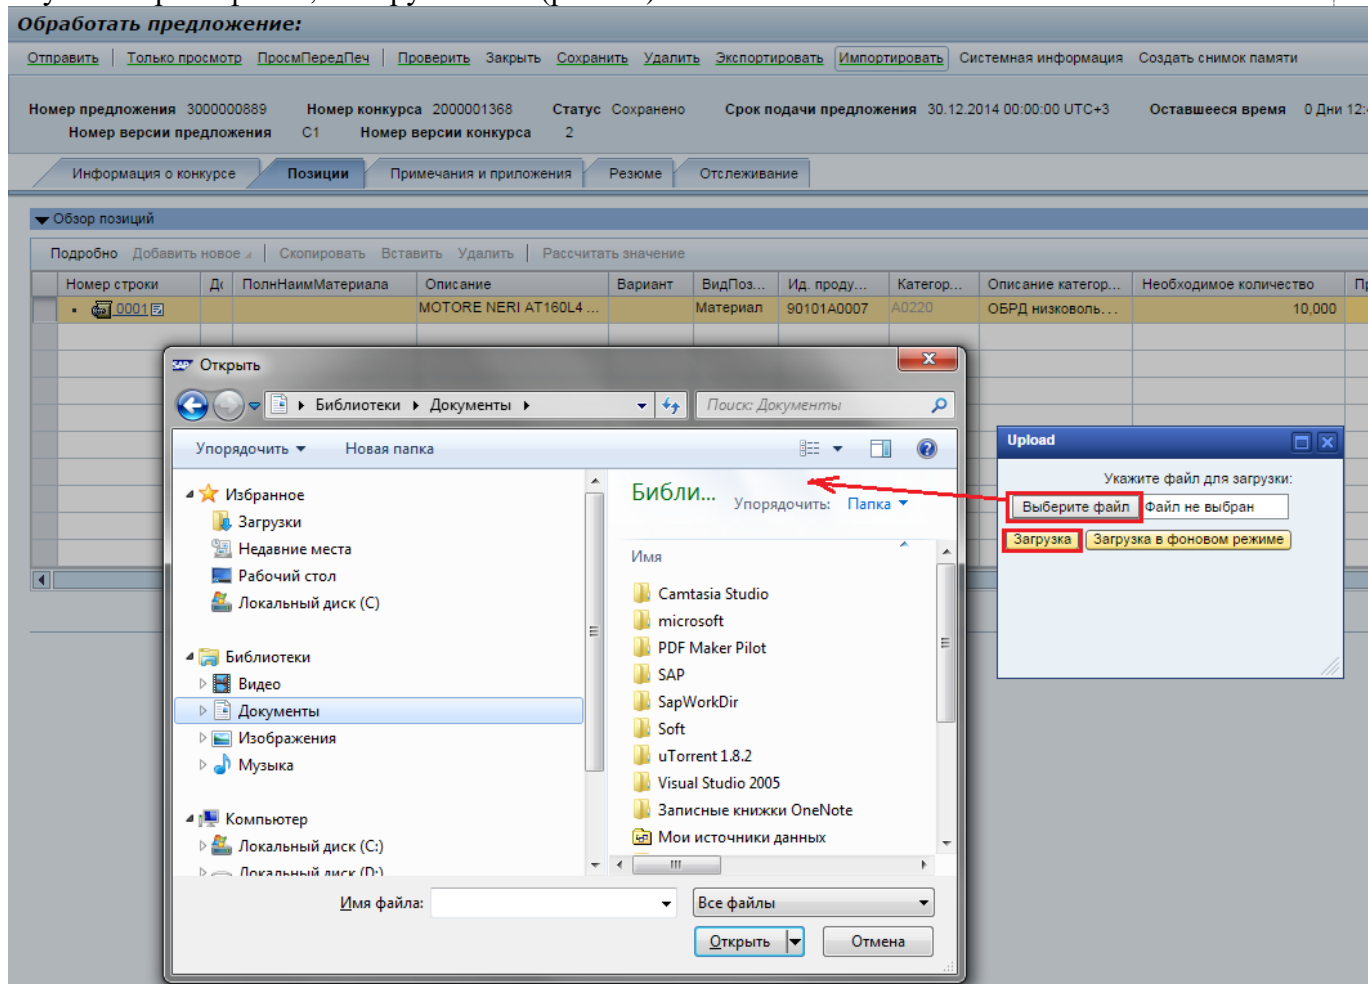 Обработать предложение:
Отправить Только просмотр ПросмПередПеч Проверить Закрыть Сохранить Удалить Экспортировать Импортировать Системная информация Создать снимок памяти
Номер предложения 3000000889 Номер конкурса 2000001368 Статус Сохранено Срок подачи предложения 30.12.2014 00:00:00 UTC+3 Оставшееся время 0 Дни 12:
Номер версии предложения С1 Номер версии конкурса 2
Информация о конкурсе Позиции Примечания и приложения Резюме Отслеживание
Обзор позиций
Подробно Добавить новое Скопировать Вставить Удалить Рассчитать значение
Номер строки ПолнНаимМатериала Описание Вариант ВидПоз... Ид. проду... Категор... Описание категор... Необходимое количество
0001 MOTORE NERI AT160L4 ... Материал 90101A0007 A0220 ОБРД низковоль... 10,000
SAP Открыть
Библиотеки Документы Поиск: Документы
Упорядочить Новая папка
Избранное
Загрузки
Недавние места
Рабочий стол
Локальный диск (C)
Библиотеки
Видео
Документы
Изображения
Музыка
Компьютер
Локальный диск (C:)
Локальный диск (D:)
Библи... Упорядочить: Папка
Имя
Camtasia Studio
microsoft
PDF Maker Pilot
SAP
SapWorkDir
Soft
uTorrent 1.8.2
Visual Studio 2005
Записные книжки OneNote
Мои источники данных
Имя файла: Все файлы
Открыть Отмена
Upload
Укажите файл для загрузки:
Выберите файл Файл не выбран
Загрузка Загрузка в фоновом режиме